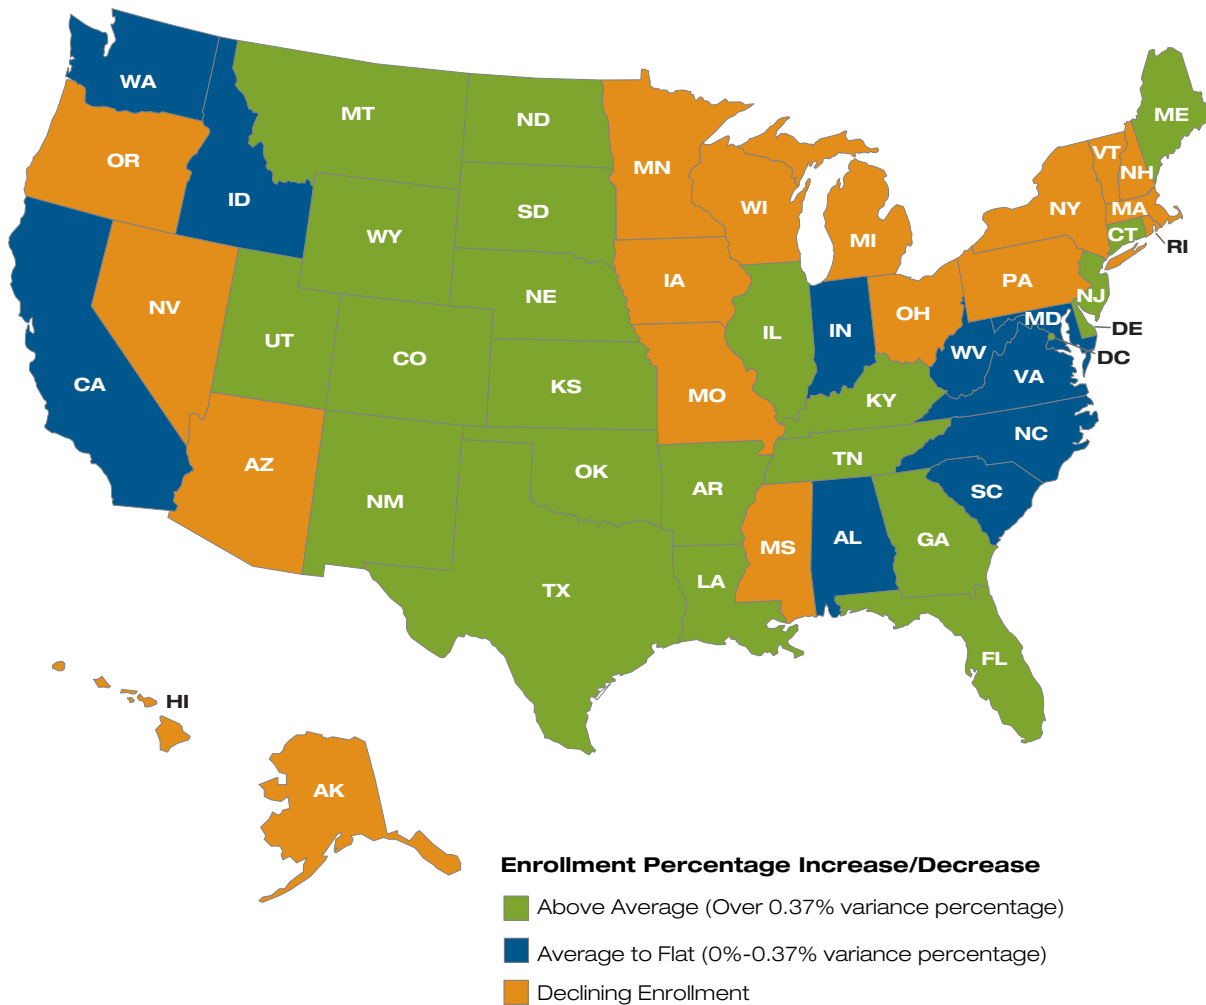 WA
MT
ND
ME
OR
MN
VT
NH
ID
SD
WI
NY
MA
WY
MI
CT
RI
NE
IA
PA
NJ
NV
UT
CO
IL
IN
OH
MD
DE
DC
WV
VA
CA
KS
MO
KY
NC
AZ
NM
OK
AR
TN
SC
MS
AL
GA
TX
LA
FL
HI
AK
Enrollment Percentage Increase/Decrease
Above Average (Over 0.37% variance percentage)
Average to Flat (0%-0.37% variance percentage)
Declining Enrollment